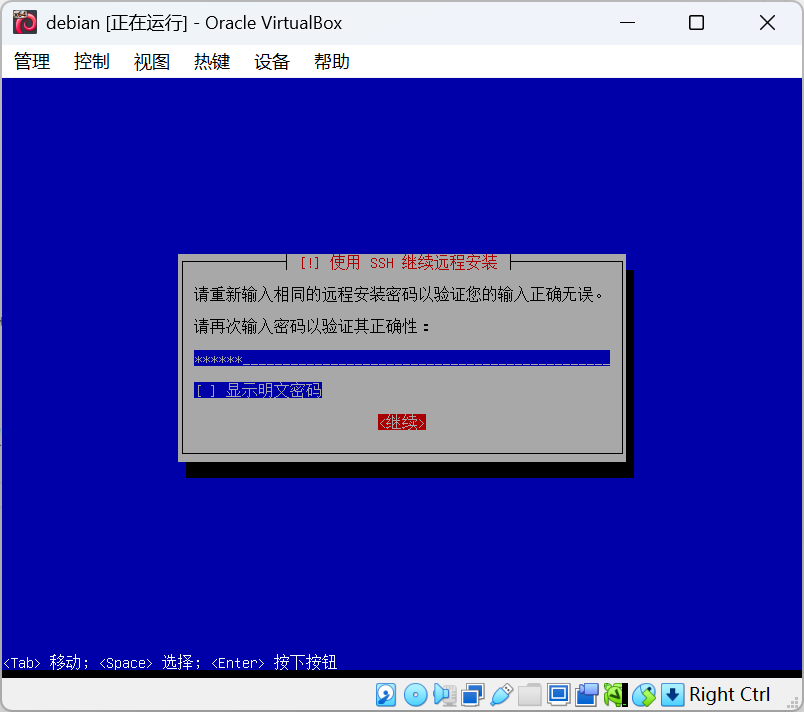 debian [正在运行] - Oracle VirtualBox
管理 控制 视图 热键 设备 帮助
[!] 使用 SSH 继续远程安装
请重新输入相同的远程安装密码以验证您的输入正确无误。
请再次输入密码以验证其正确性：
******
[ ] 显示明文密码
<继续>
<Tab> 移动; <Space> 选择; <Enter> 按下按钮
Right Ctrl